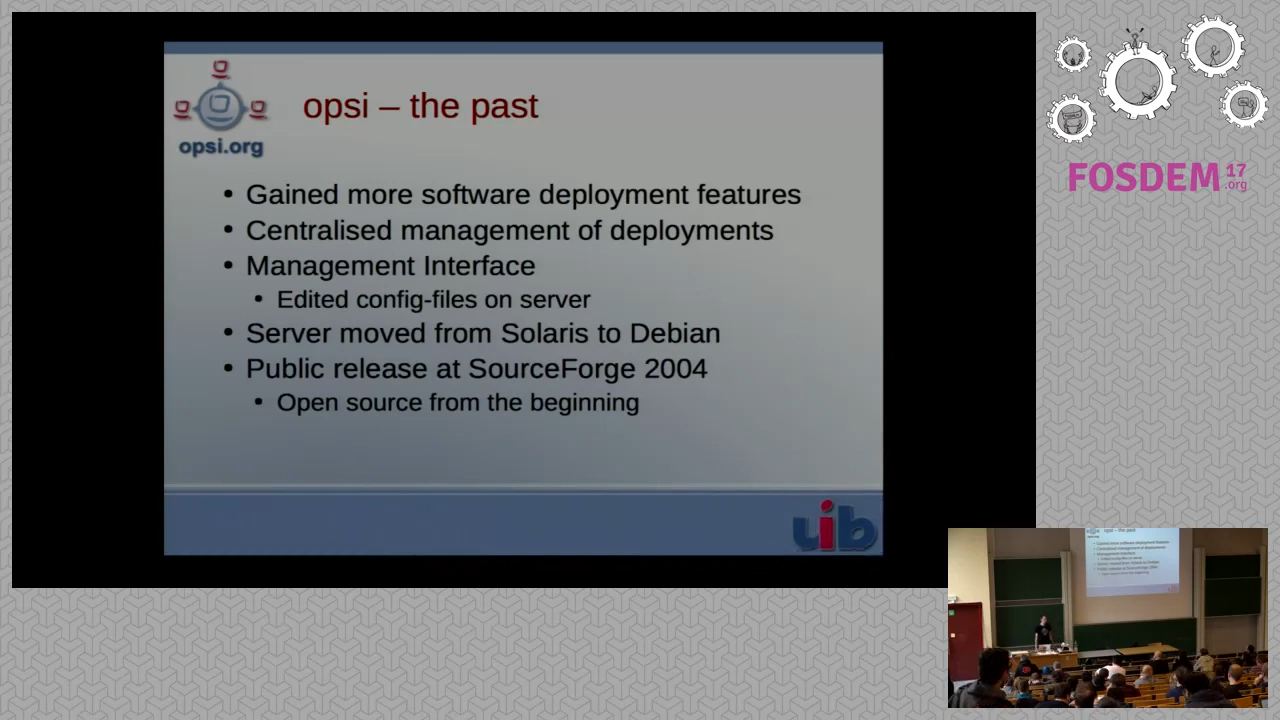 opsi.org
opsi – the past
• Gained more software deployment features
• Centralised management of deployments
• Management Interface
• Edited config-files on server
• Server moved from Solaris to Debian
• Public release at SourceForge 2004
• Open source from the beginning
uib
FOSDEM 17
.org